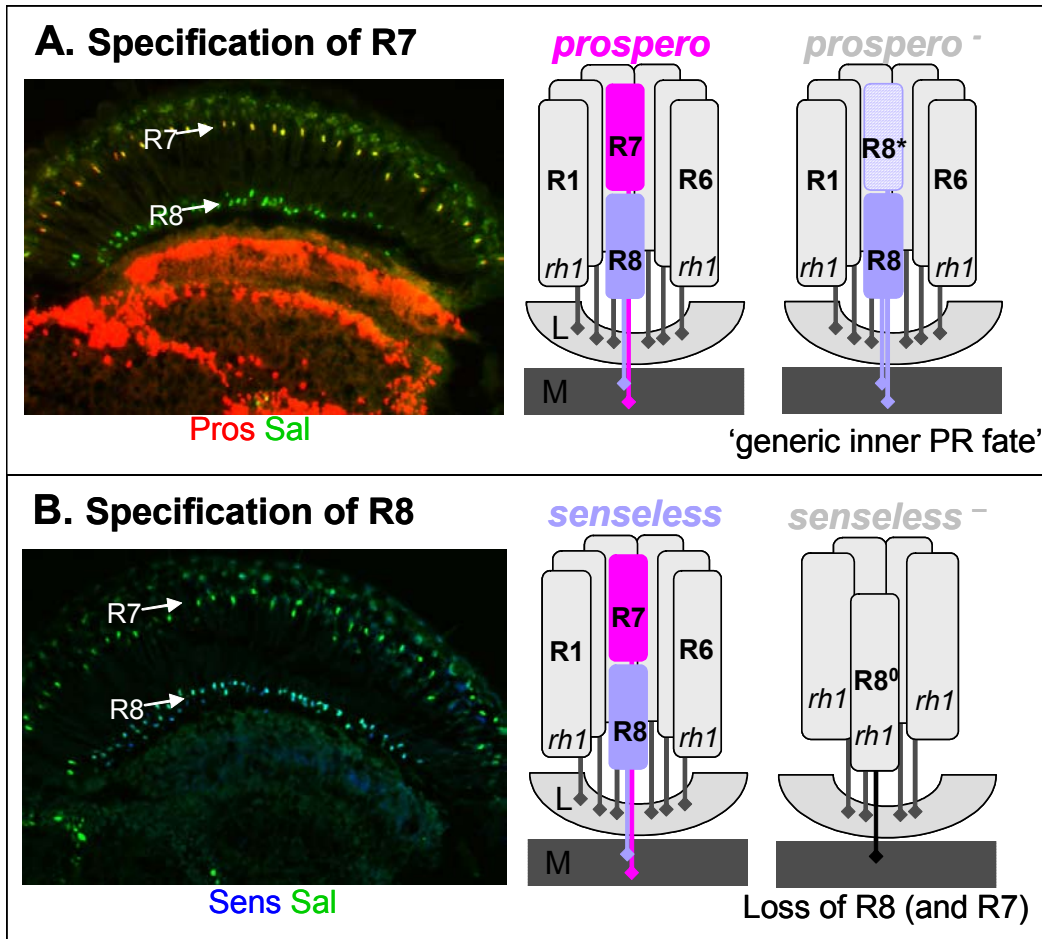 A. Specification of R7
prospero
prospero -
R7
R8
Pros Sal
R7
R1
R6
R8
rh1
rh1
L
M
R8*
R1
R6
R8
'generic inner PR fate'
B. Specification of R8
senseless
senseless –
R7
R8
Sens Sal
R7
R1
R6
R8
rh1
rh1
L
M
R8⁰
rh1
rh1
rh1
Loss of R8 (and R7)